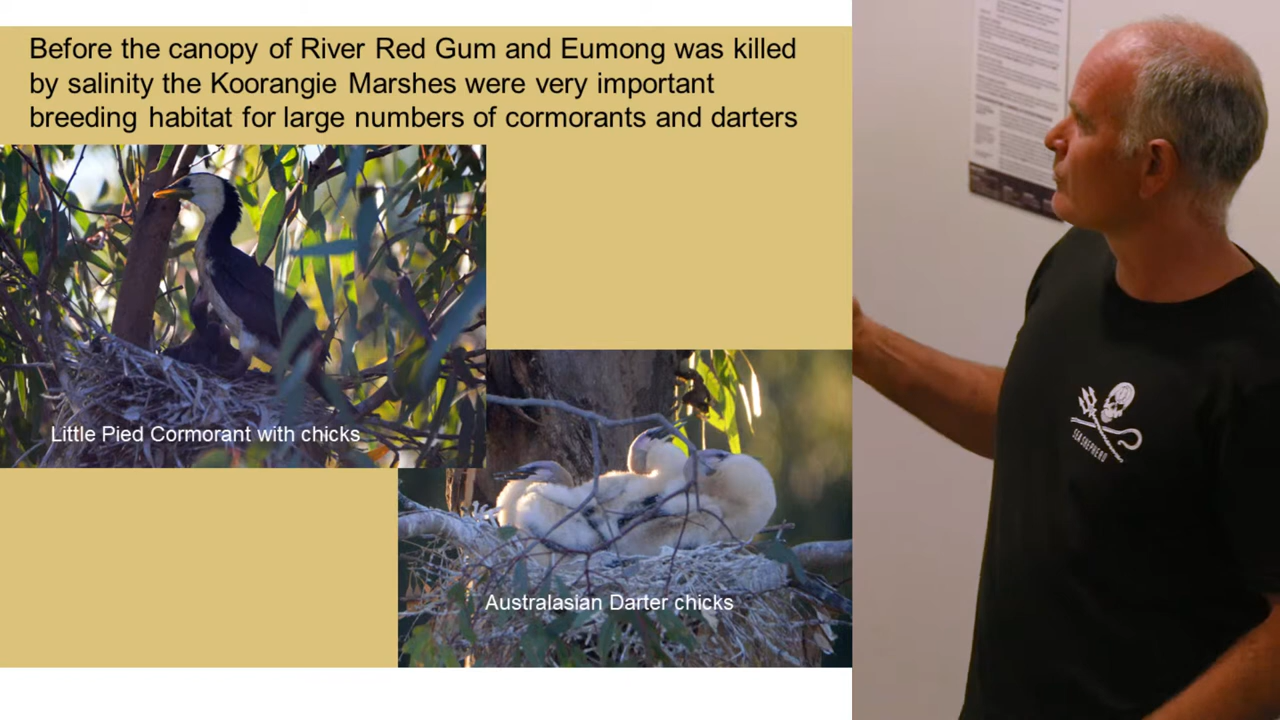 Before the canopy of River Red Gum and Eumong was killed
by salinity the Koorangie Marshes were very important
breeding habitat for large numbers of cormorants and darters
Little Pied Cormorant with chicks
Australasian Darter chicks
SEA SHEPHERD